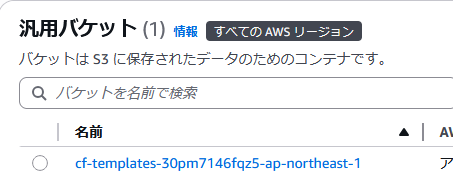 汎用バケット (1) 情報 すべての AWS リージョン
バケットは S3 に保存されたデータのためのコンテナです。
バケットを名前で検索
名前 ▲
cf-templates-30pm7146fqz5-ap-northeast-1